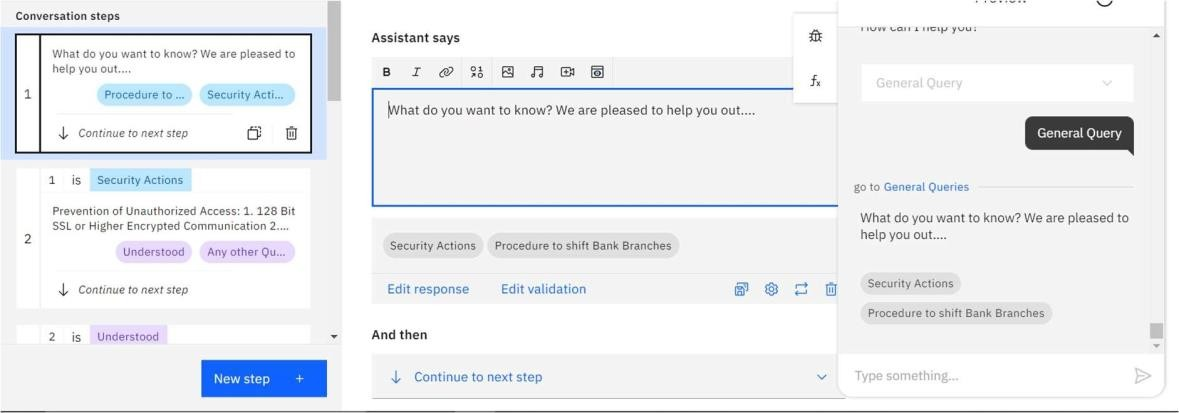 Conversation steps
1
What do you want to know? We are pleased to
help you out....
Procedure to ... Security Acti...
Continue to next step
1 is Security Actions
2
Prevention of Unauthorized Access: 1. 128 Bit
SSL or Higher Encrypted Communication 2....
Understood Any other Qu...
Continue to next step
2 is Understood
New step +
Assistant says
B I
What do you want to know? We are pleased to help you out....
Security Actions Procedure to shift Bank Branches
Edit response Edit validation
And then
Continue to next step
fx
Preview
How can I help you?
General Query
General Query
go to General Queries
What do you want to know? We are pleased to
help you out....
Security Actions
Procedure to shift Bank Branches
Type something...